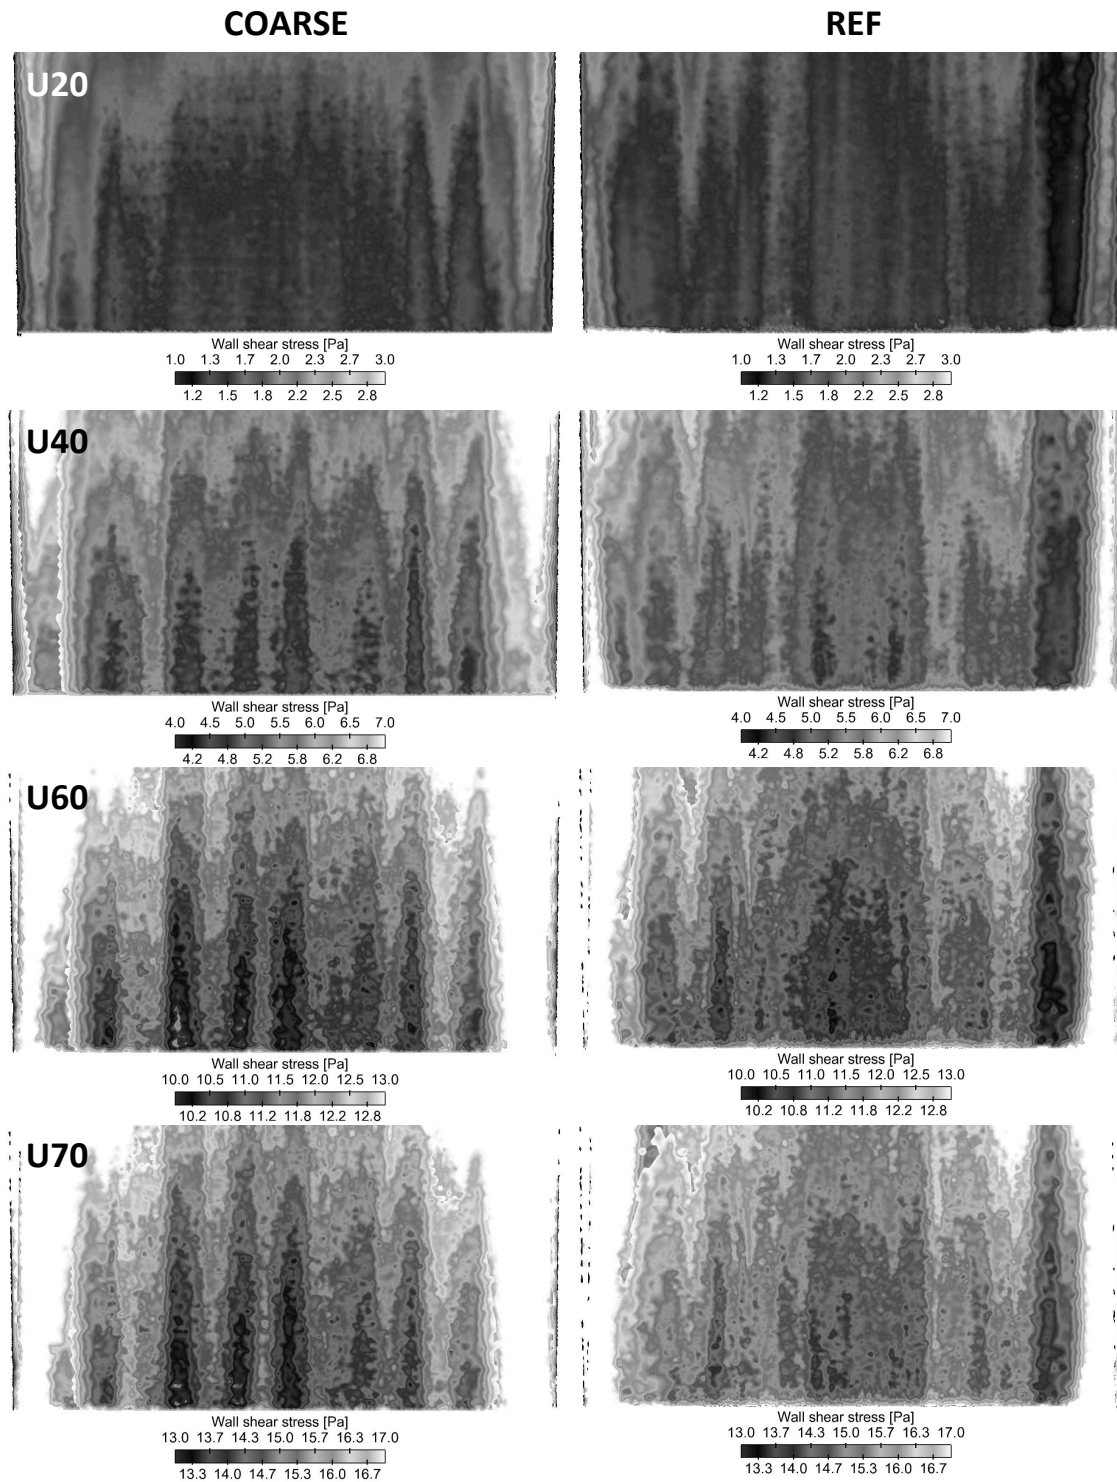 COARSE REF
U20
Wall shear stress [Pa] Wall shear stress [Pa]
1.0 1.3 1.7 2.0 2.3 2.7 3.0 1.0 1.3 1.7 2.0 2.3 2.7 3.0
1.2 1.5 1.8 2.2 2.5 2.8 1.2 1.5 1.8 2.2 2.5 2.8
U40
Wall shear stress [Pa] Wall shear stress [Pa]
4.0 4.5 5.0 5.5 6.0 6.5 7.0 4.0 4.5 5.0 5.5 6.0 6.5 7.0
4.2 4.8 5.2 5.8 6.2 6.8 4.2 4.8 5.2 5.8 6.2 6.8
U60
Wall shear stress [Pa] Wall shear stress [Pa]
10.0 10.5 11.0 11.5 12.0 12.5 13.0 10.0 10.5 11.0 11.5 12.0 12.5 13.0
10.2 10.8 11.2 11.8 12.2 12.8 10.2 10.8 11.2 11.8 12.2 12.8
U70
Wall shear stress [Pa] Wall shear stress [Pa]
13.0 13.7 14.3 15.0 15.7 16.3 17.0 13.0 13.7 14.3 15.0 15.7 16.3 17.0
13.3 14.0 14.7 15.3 16.0 16.7 13.3 14.0 14.7 15.3 16.0 16.7